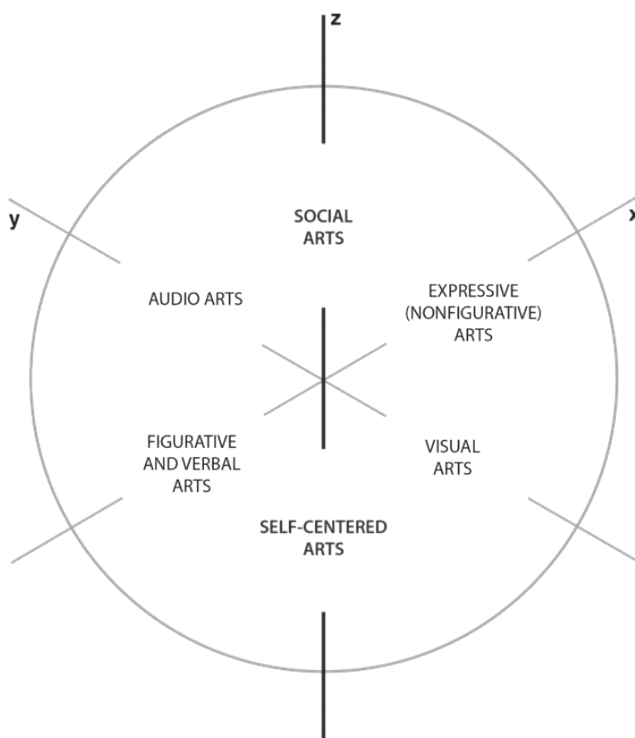 z
y
x
SOCIAL
ARTS
AUDIO ARTS
EXPRESSIVE
(NONFIGURATIVE)
ARTS
FIGURATIVE
AND VERBAL
ARTS
VISUAL
ARTS
SELF-CENTERED
ARTS